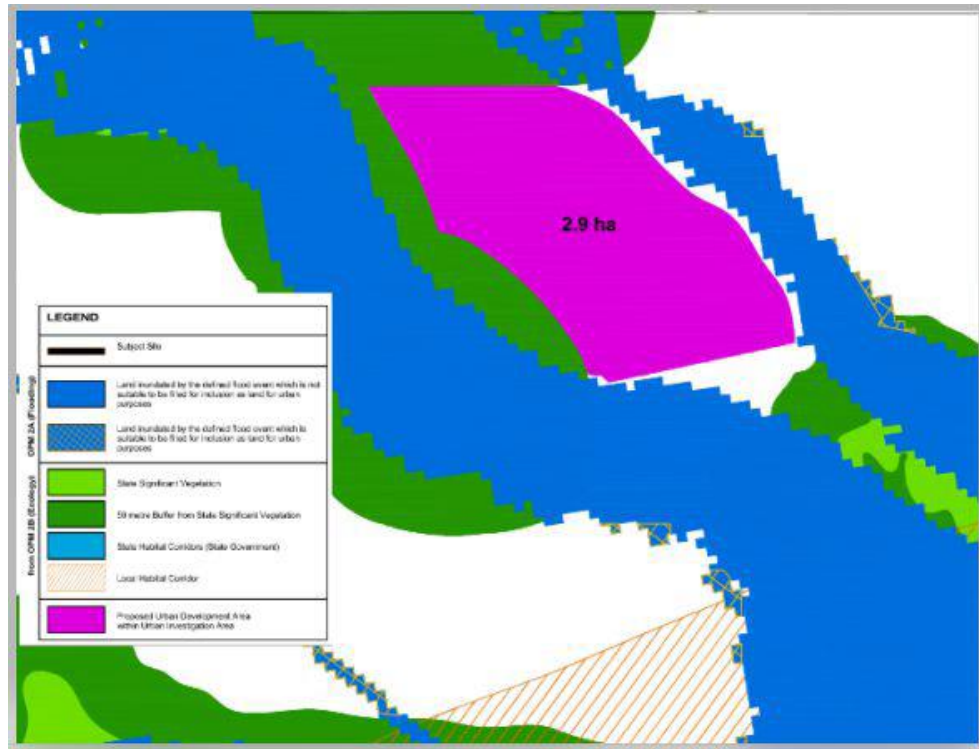 2.9 ha
LEGEND
Subject Site
OPM 2A (Flooding)
Land inundated by the defined flood event which is not
suitable to be filled for inclusion as land for urban
purposes
Land inundated by the defined flood event which is
suitable to be filled for inclusion as land for urban
purposes
from OPM 2B (Ecology)
State Significant Vegetation
50 metre Buffer from State Significant Vegetation
State Habitat Corridors (State Government)
Local Habitat Corridor
Proposed Urban Development Area
within Urban Investigation Area